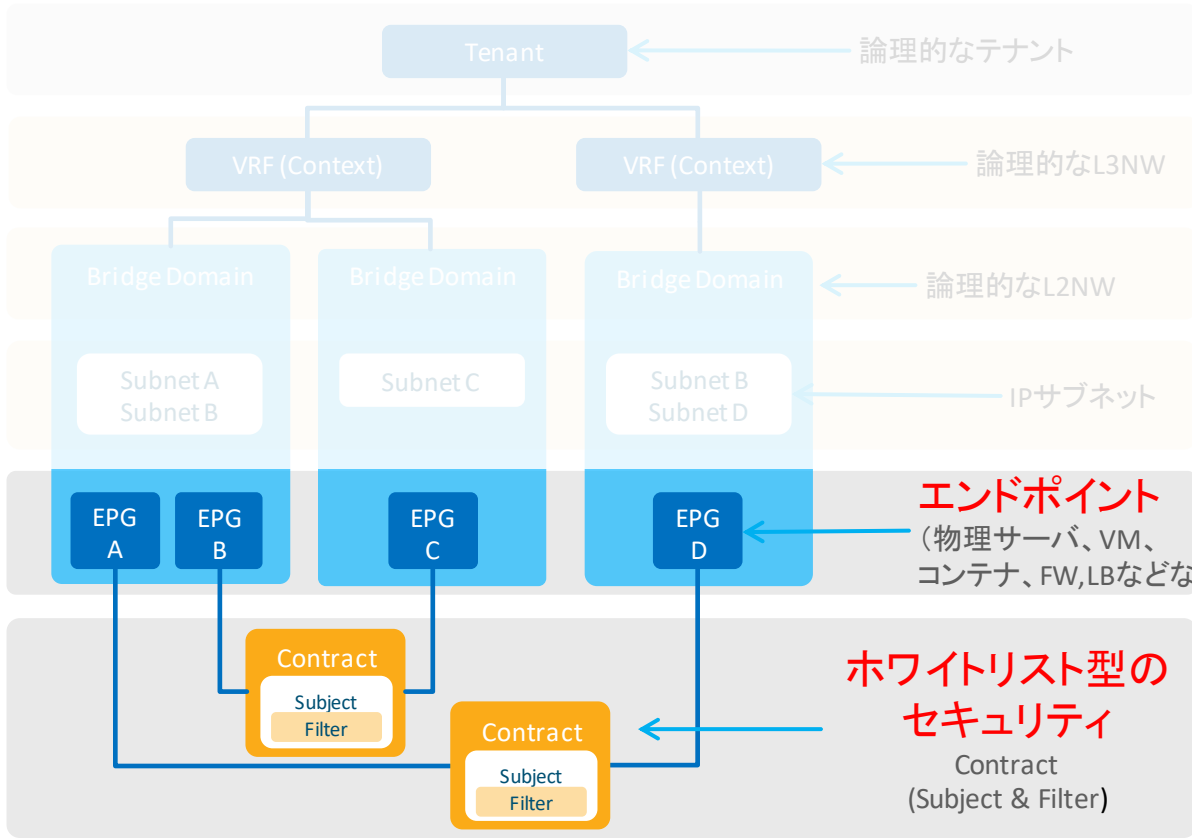 Tenant
論理的なテナント
VRF (Context)
VRF (Context)
論理的なL3NW
Bridge Domain
Bridge Domain
Bridge Domain
論理的なL2NW
Subnet A
Subnet B
Subnet C
Subnet B
Subnet D
IPサブネット
EPG
A
EPG
B
EPG
C
EPG
D
エンドポイント
（物理サーバ、VM、
コンテナ、FW,LBなどな
Contract
Subject
Filter
Contract
Subject
Filter
ホワイトリスト型の
セキュリティ
Contract
(Subject & Filter)